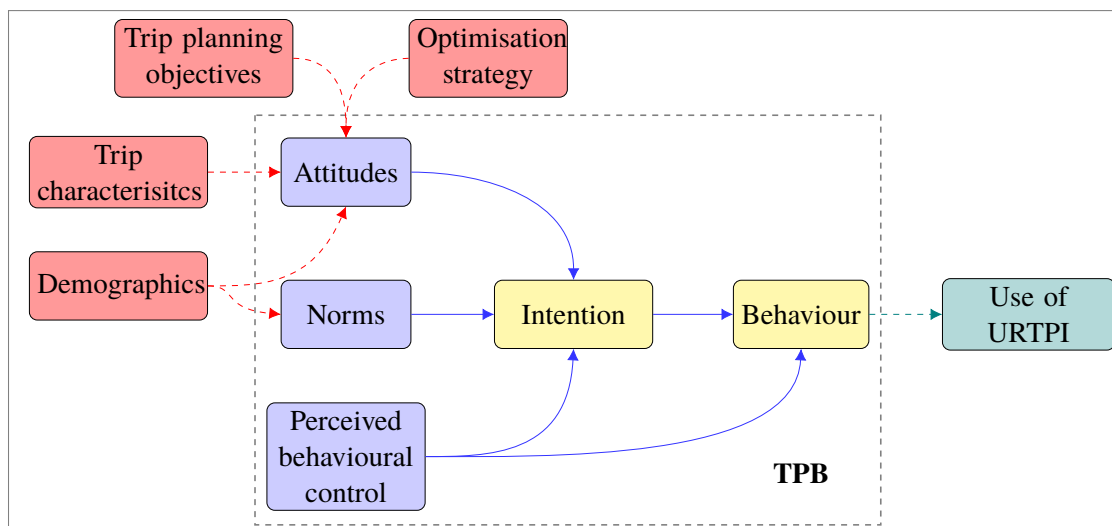 Trip planning
objectives
Optimisation
strategy
Trip
characterisitcs
Attitudes
Demographics
Norms
Intention
Behaviour
Use of
URTPI
Perceived
behavioural
control
TPB